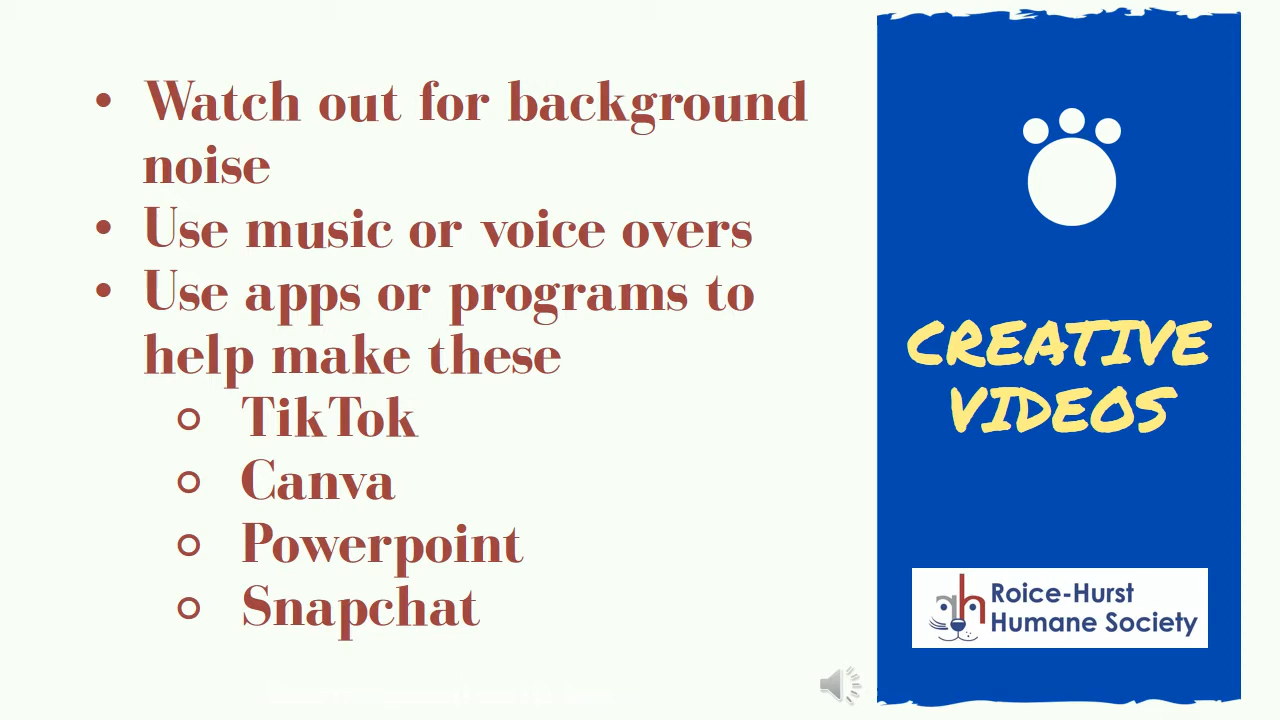 • Watch out for background
noise
• Use music or voice overs
• Use apps or programs to
help make these
○ TikTok
○ Canva
○ Powerpoint
○ Snapchat
CREATIVE
VIDEOS
Roice-Hurst
Humane Society